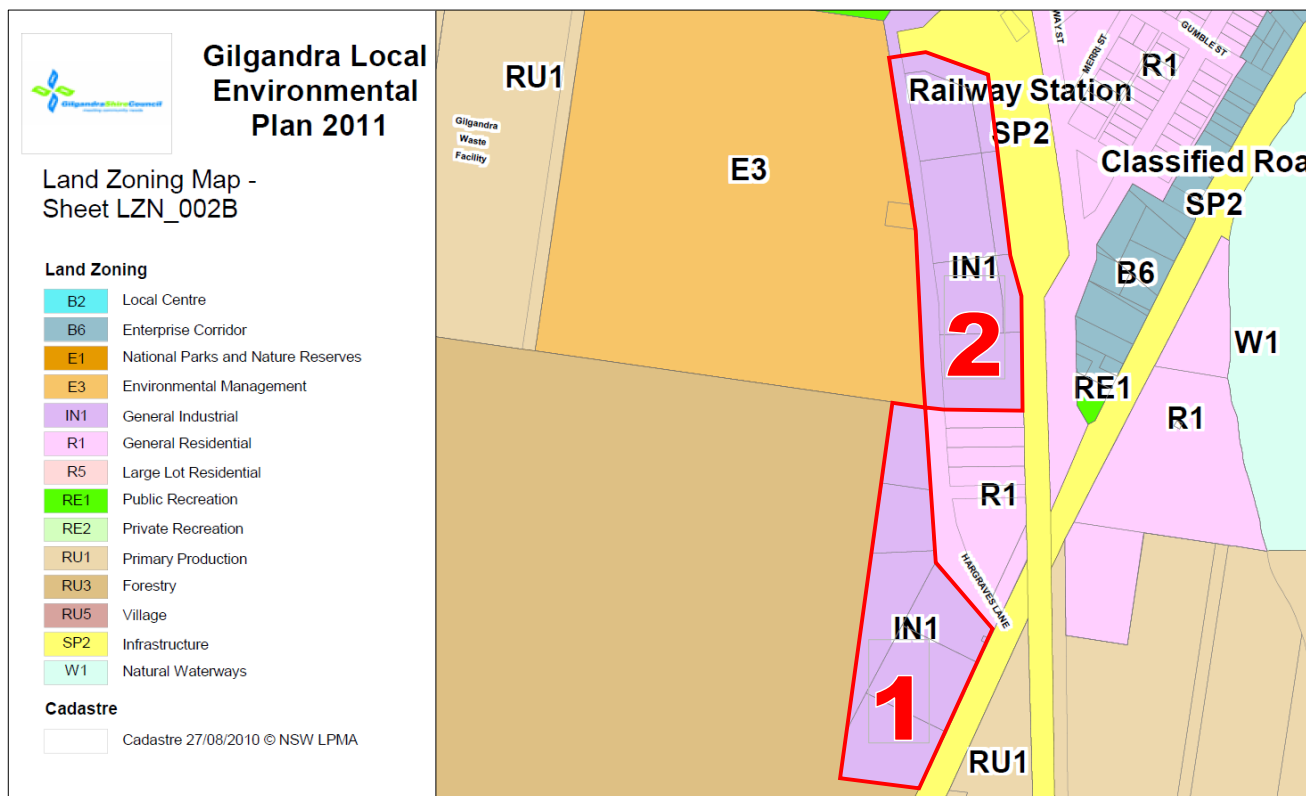 GilgandraShireCouncil
Gilgandra Local
Environmental
Plan 2011
Land Zoning Map -
Sheet LZN_002B
Land Zoning
B2 Local Centre
B6 Enterprise Corridor
E1 National Parks and Nature Reserves
E3 Environmental Management
IN1 General Industrial
R1 General Residential
R5 Large Lot Residential
RE1 Public Recreation
RE2 Private Recreation
RU1 Primary Production
RU3 Forestry
RU5 Village
SP2 Infrastructure
W1 Natural Waterways
Cadastre
Cadastre 27/08/2010 © NSW LPMA
RU1
Gilgandra
Waste
Facility
E3
WAY ST
MERRI ST
GUMBLE ST
R1
Railway Station
SP2
Classified Roa
SP2
IN1
2
B6
W1
RE1
R1
R1
HARGRAVES LANE
IN1
1
RU1